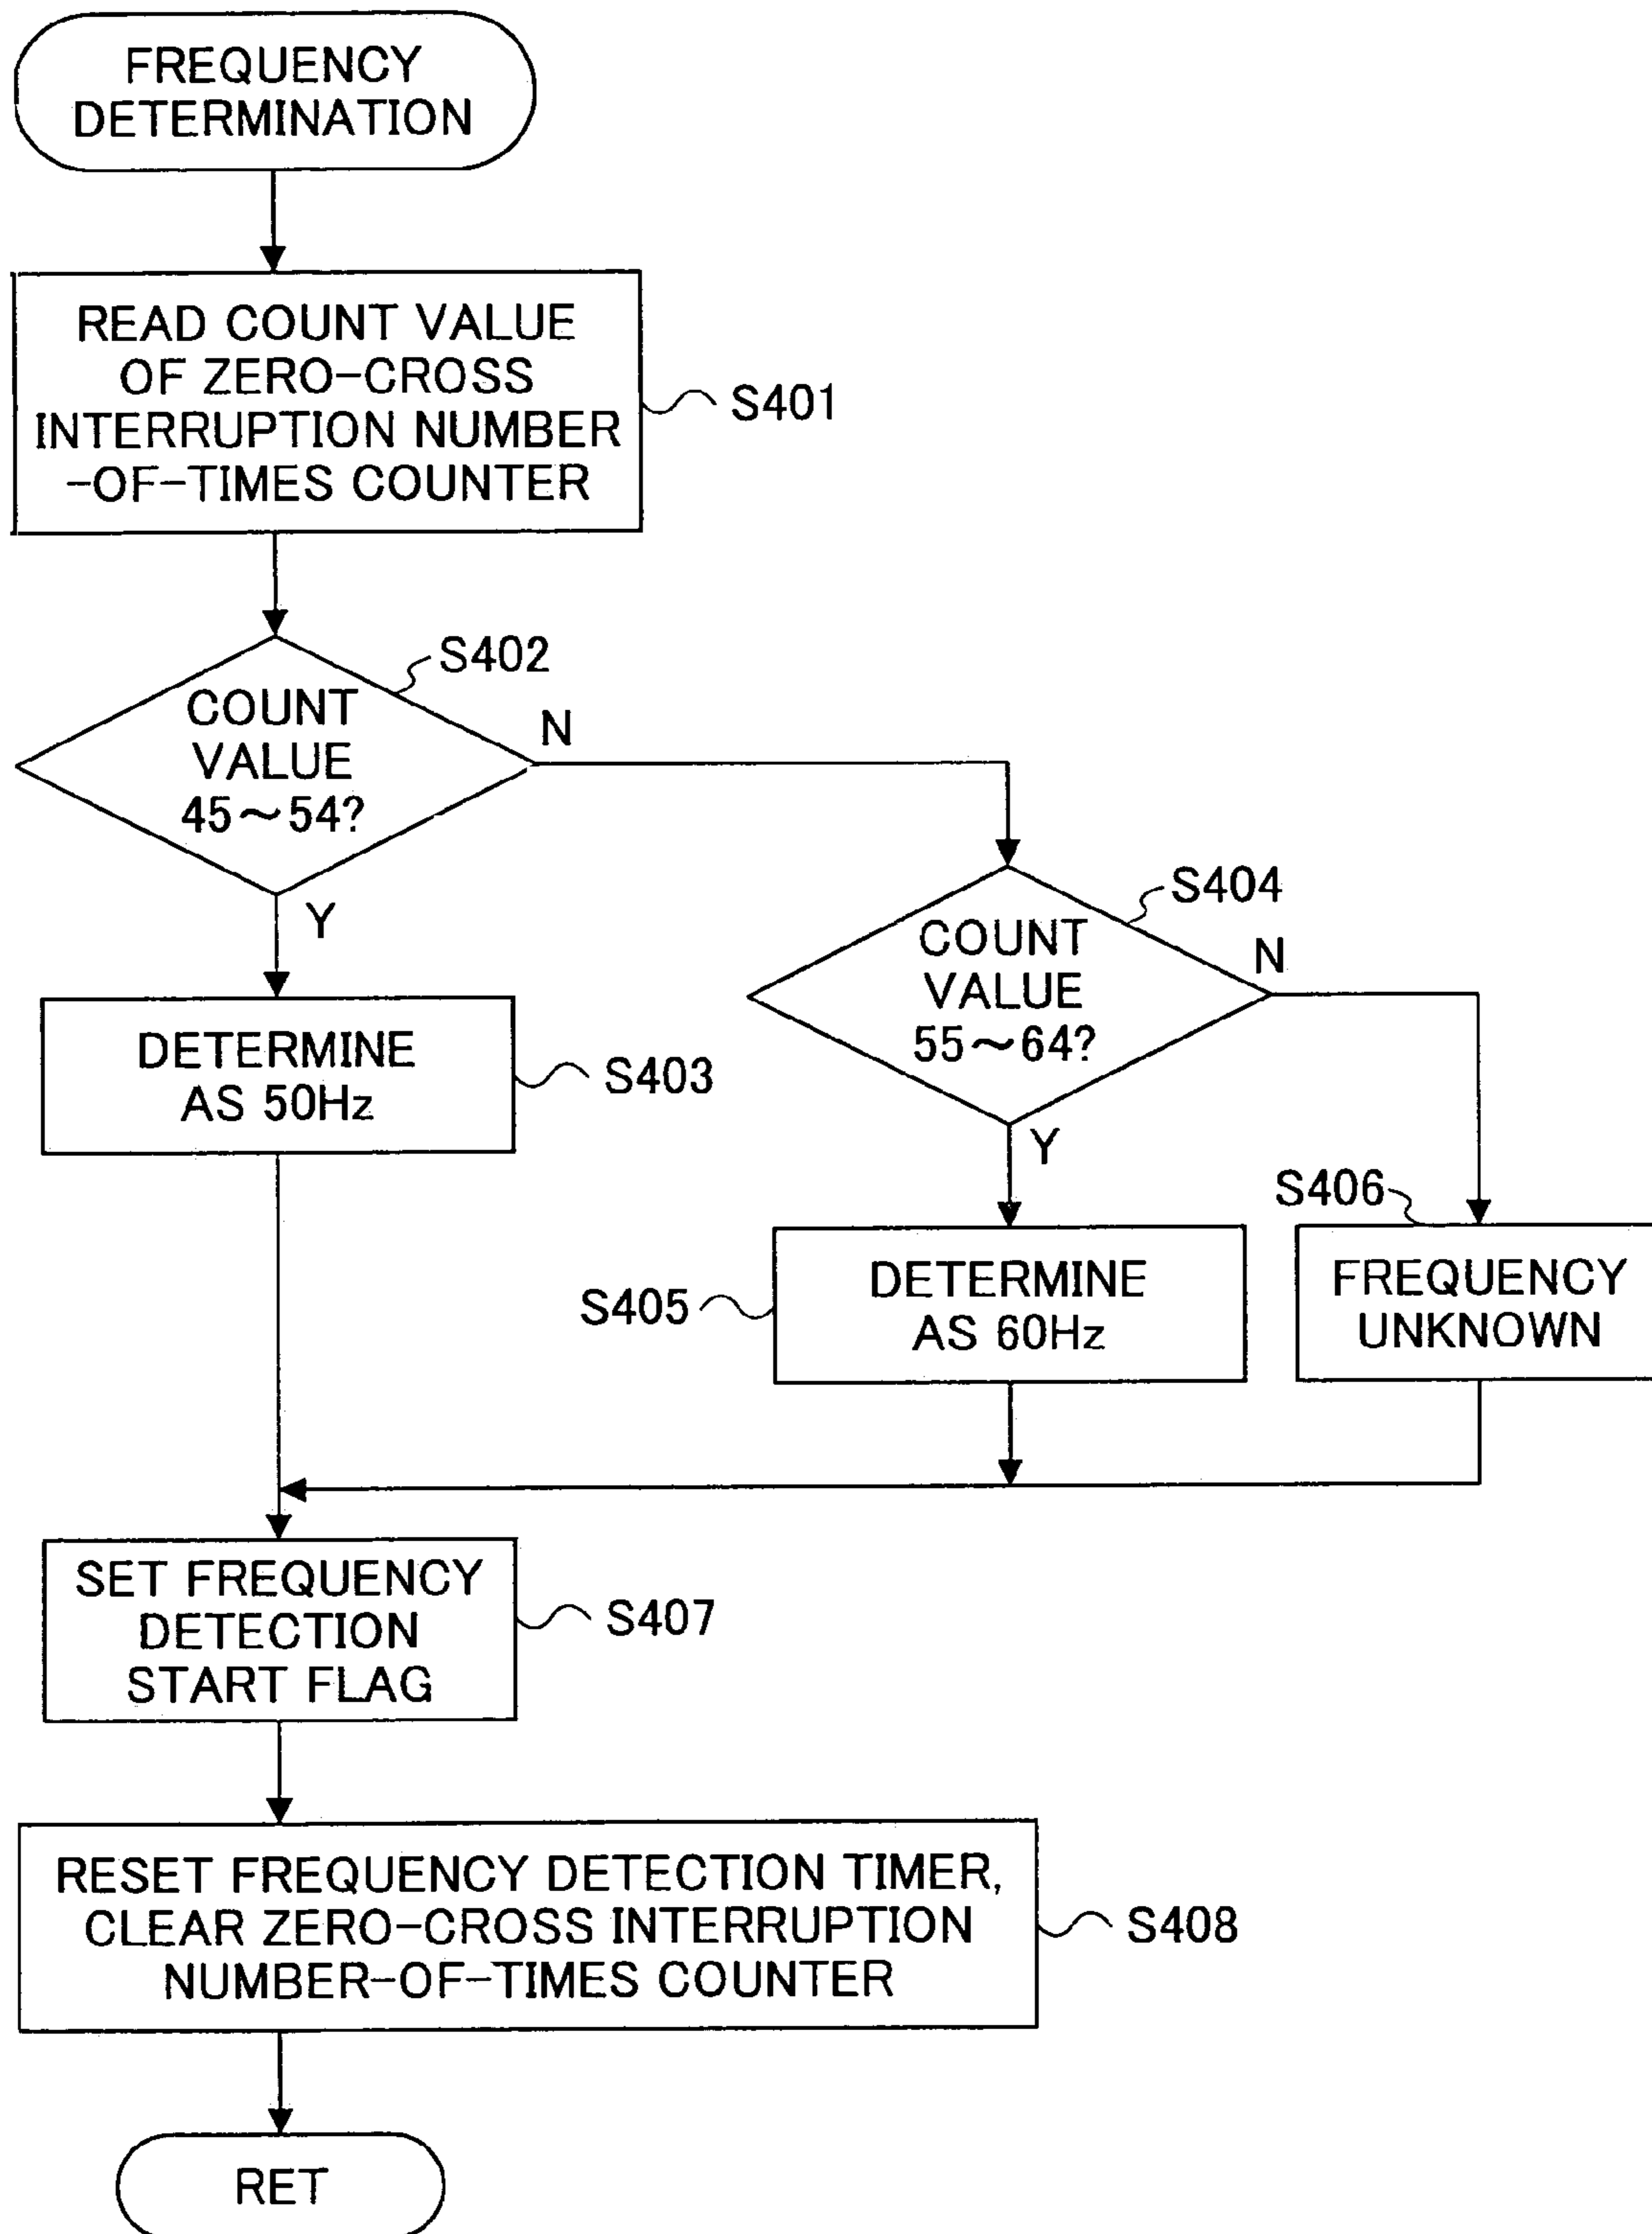 FREQUENCY
DETERMINATION
READ COUNT VALUE
OF ZERO-CROSS
INTERRUPTION NUMBER
-OF-TIMES COUNTER
S401
S402
COUNT
VALUE
45~54?
N
Y
S404
COUNT
VALUE
55~64?
N
Y
DETERMINE
AS 50Hz
S403
S406
S405
DETERMINE
AS 60Hz
FREQUENCY
UNKNOWN
SET FREQUENCY
DETECTION
START FLAG
S407
RESET FREQUENCY DETECTION TIMER,
CLEAR ZERO-CROSS INTERRUPTION
NUMBER-OF-TIMES COUNTER
S408
RET